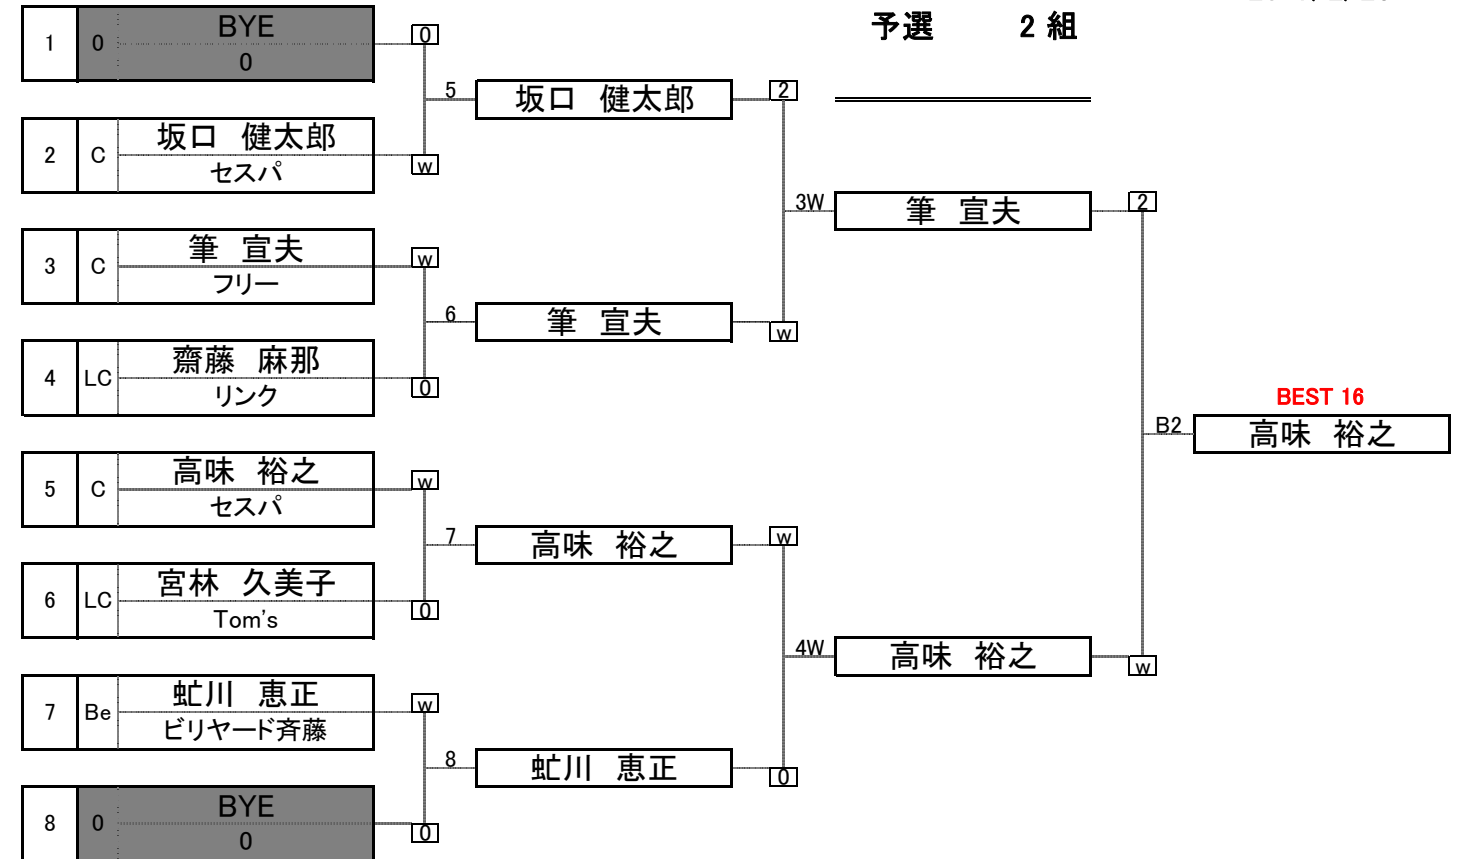 予選 2 組
1 0 BYE 0
0
0
5 坂口 健太郎 2
2 C 坂口 健太郎
セスパ
w
3W 筆 宣夫 2
3 C 筆 宣夫
フリー
w
6 筆 宣夫 w
4 LC 齋藤 麻那
リンク
0
BEST 16
B2 高味 裕之
5 C 高味 裕之
セスパ
w
7 高味 裕之 w
6 LC 宮林 久美子
Tom's
0
4W 高味 裕之 w
7 Be 虻川 恵正
ビリヤード斉藤
w
8 虻川 恵正 0
8 0 BYE 0
0